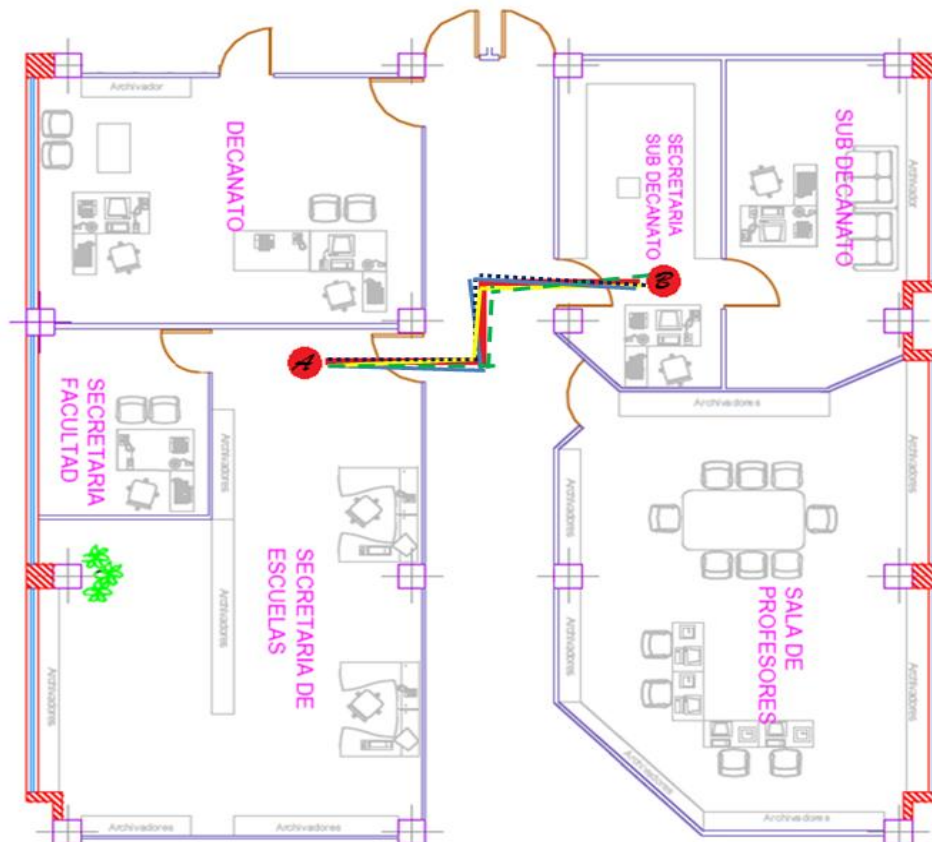 Archivador
DECANATO
SECRETARIA
SUB DECANATO
SUB DECANATO
Archivador
B
A
SECRETARIA
FACULTAD
Archivadores
Archivadores
Archivadores
Archivadores
Archivadores
SECRETARIA DE
ESCUELAS
Archivadores
SALA DE
PROFESORES
Archivadores
Archivadores
Archivadores
Archivadores
Archivadores
Archivadores
Archivadores